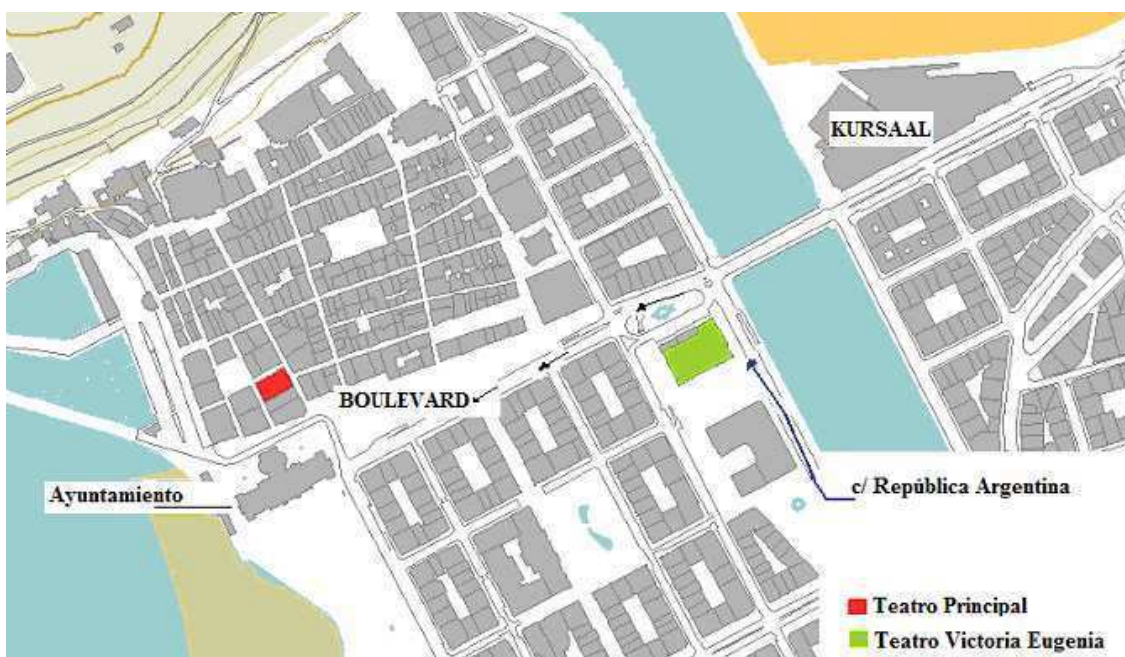 KURSAAL
BOULEVARD
Ayuntamiento
c/ República Argentina
Teatro Principal
Teatro Victoria Eugenia